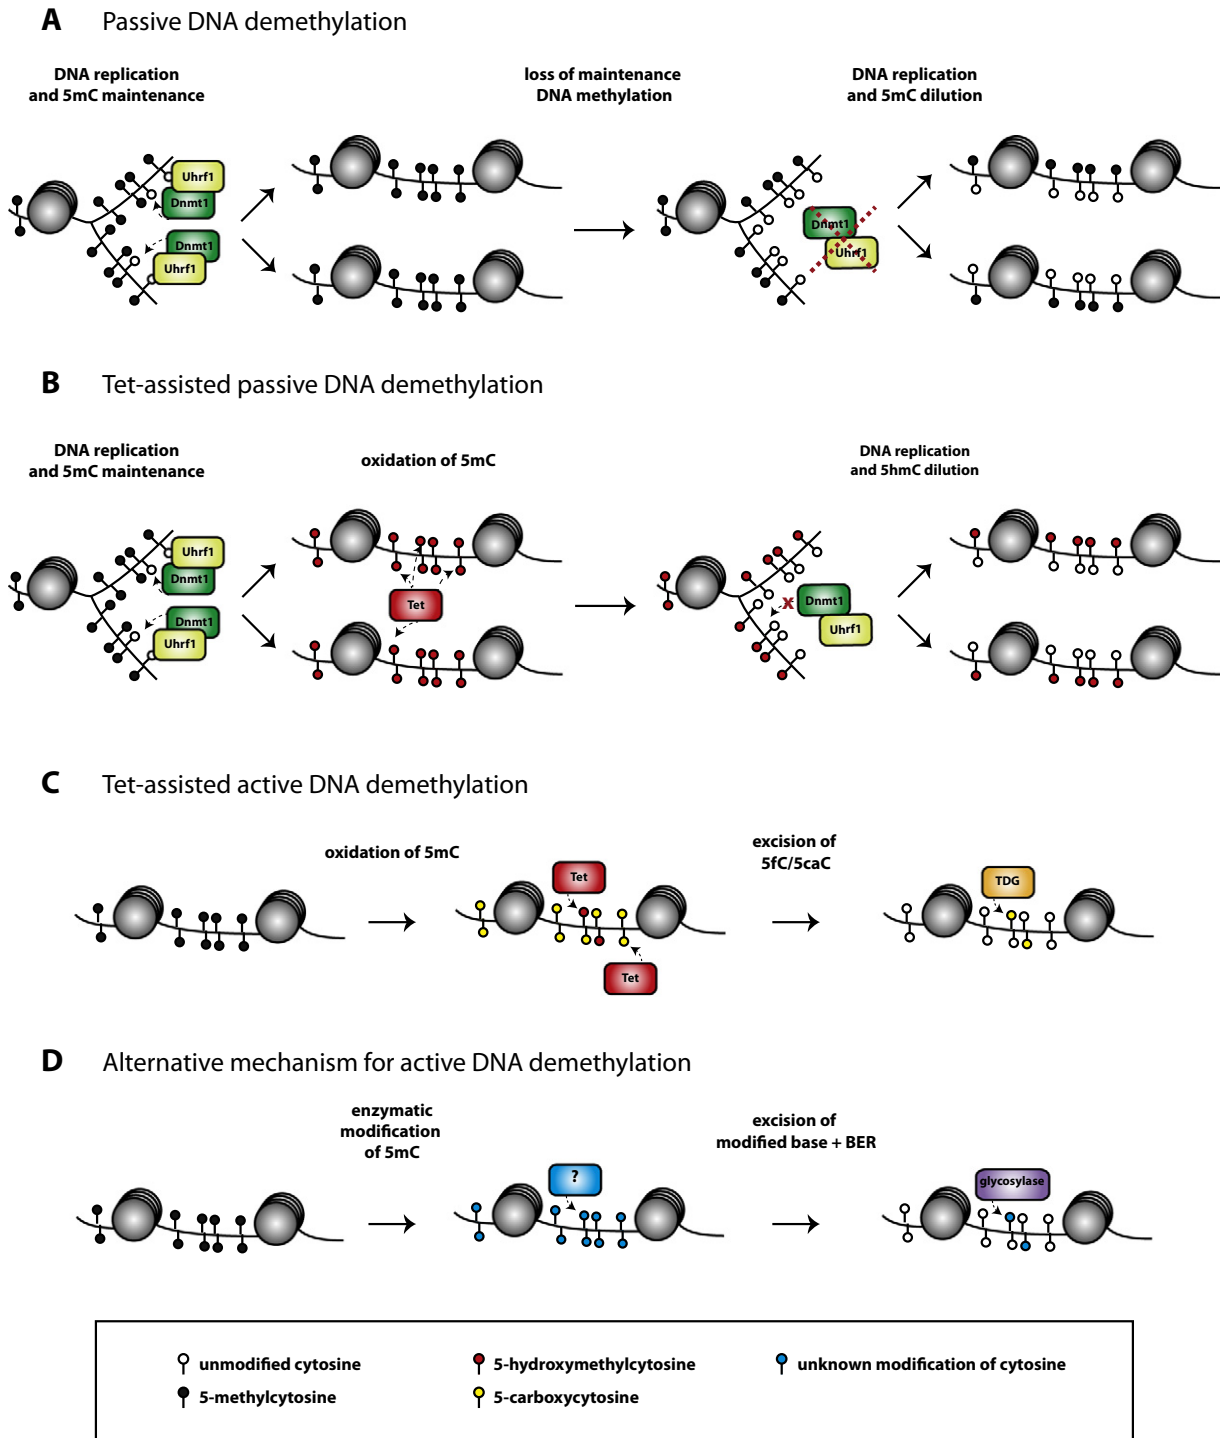 A Passive DNA demethylation
DNA replication
and 5mC maintenance
loss of maintenance
DNA methylation
DNA replication
and 5mC dilution
Uhrf1
Dnmt1
Dnmt1
Uhrf1
Dnmt1
Uhrf1
B Tet-assisted passive DNA demethylation
DNA replication
and 5mC maintenance
oxidation of 5mC
DNA replication
and 5hmC dilution
Uhrf1
Dnmt1
Dnmt1
Uhrf1
Tet
x
Dnmt1
Uhrf1
C Tet-assisted active DNA demethylation
oxidation of 5mC
excision of
5fC/5caC
Tet
Tet
TDG
D Alternative mechanism for active DNA demethylation
enzymatic
modification
of 5mC
excision of
modified base + BER
?
glycosylase
unmodified cytosine
5-hydroxymethylcytosine
unknown modification of cytosine
5-methylcytosine
5-carboxycytosine